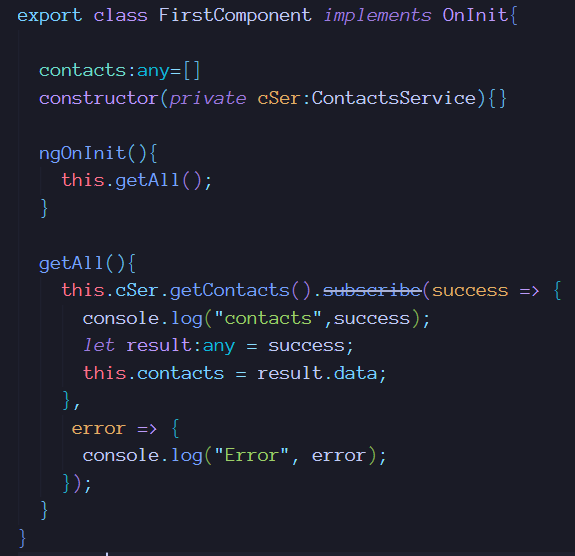 export class FirstComponent implements OnInit{
contacts:any=[]
constructor(private cSer:ContactsService){}
ngOnInit(){
this.getAll();
}
getAll(){
this.cSer.getContacts().subscribe(success => {
console.log("contacts",success);
let result:any = success;
this.contacts = result.data;
},
error => {
console.log("Error", error);
});
}
}